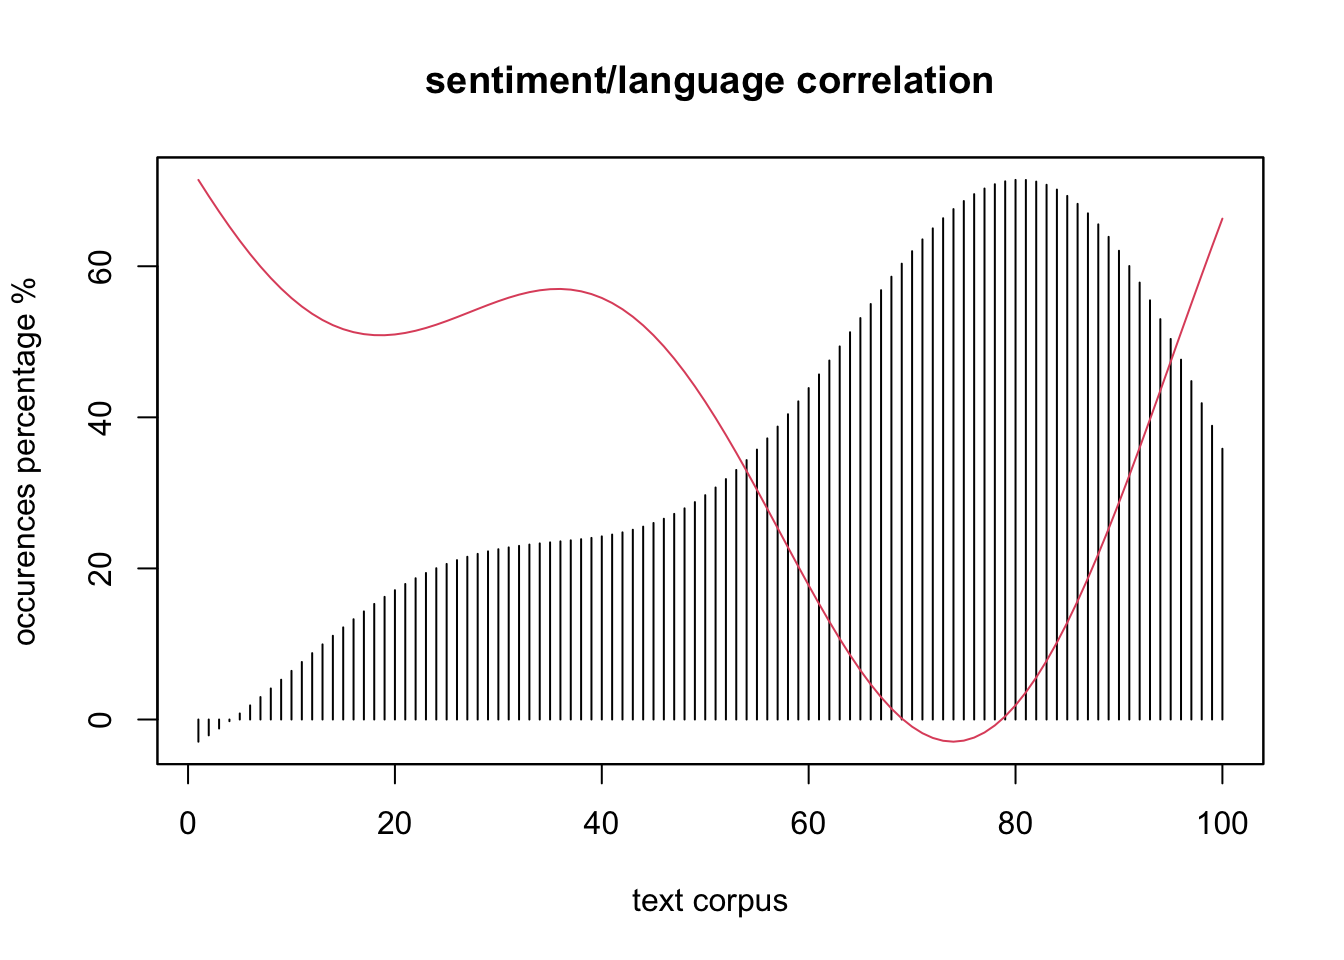 sentiment/language correlation
occurences percentage %
60
40
20
0
0 20 40 60 80 100
text corpus